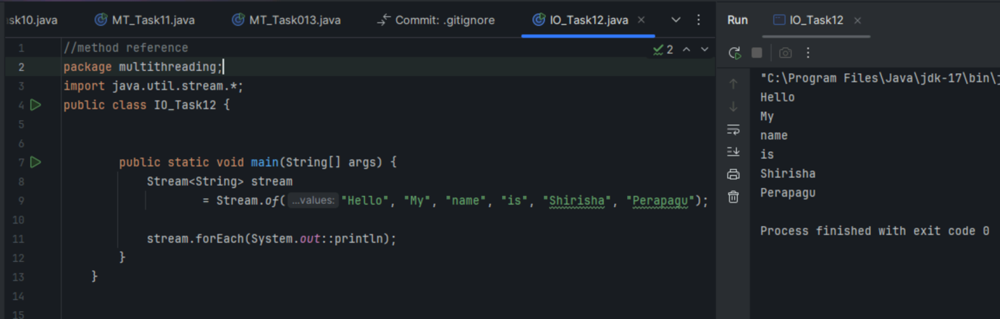 sk10.java MT_Task11.java MT_Task013.java Commit: .gitignore IO_Task12.java Run IO_Task12
1 //method reference 2
2 package multithreading;
3 import java.util.stream.*;
4 public class IO_Task12 {
5
6
7 public static void main(String[] args) {
8 Stream<String> stream
9 = Stream.of( ...values: "Hello", "My", "name", "is", "Shirisha", "Perapagu");
10
11 stream.forEach(System.out::println);
12 }
13 }
14
15
"C:\Program Files\Java\jdk-17\bin\
Hello
My
name
is
Shirisha
Perapagu
Process finished with exit code 0